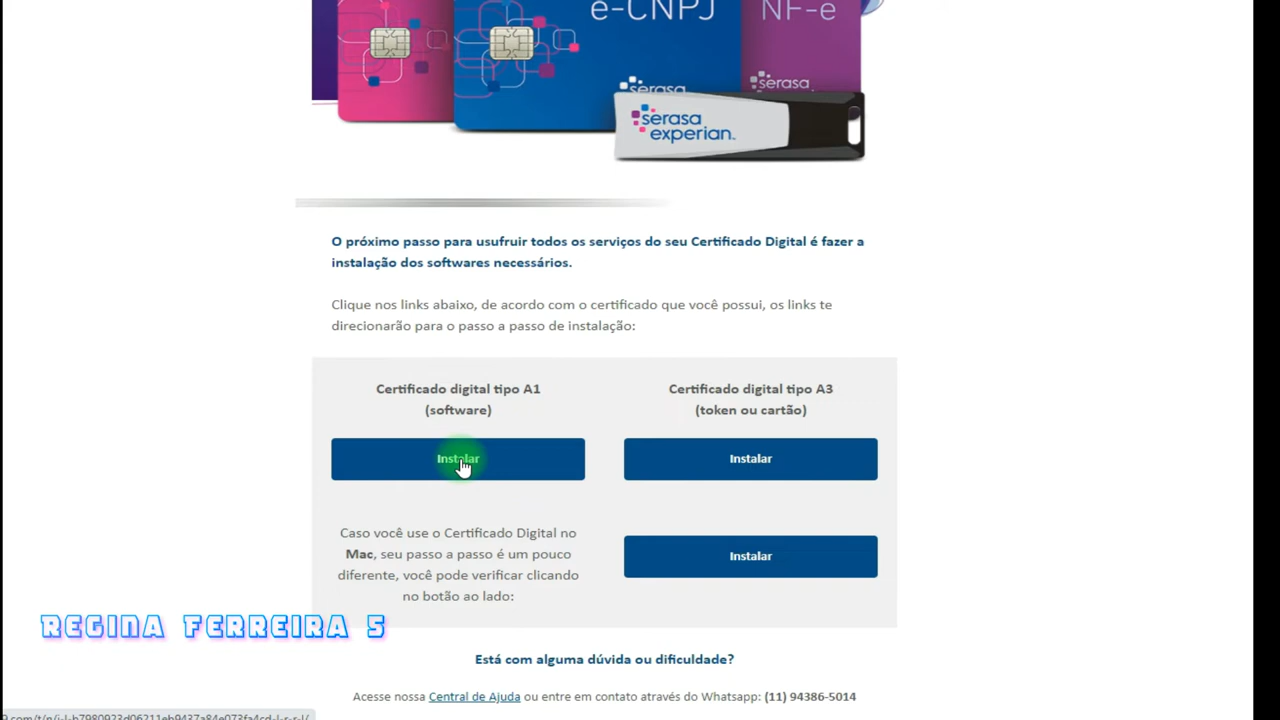 e-CNPJ
NF-e
serasa
serasa
serasa
experian
O próximo passo para usufruir todos os serviços do seu Certificado Digital é fazer a
instalação dos softwares necessários.
Clique nos links abaixo, de acordo com o certificado que você possui, os links te
direcionarão para o passo a passo de instalação:
Certificado digital tipo A1
(software)
Certificado digital tipo A3
(token ou cartão)
Instalar
Instalar
Caso você use o Certificado Digital no
Mac, seu passo a passo é um pouco
diferente, você pode verificar clicando
no botão ao lado:
Instalar
REGINA FERREIRA S
Está com alguma dúvida ou dificuldade?
Acesse nossa Central de Ajuda ou entre em contato através do Whatsapp: (11) 94386-5014